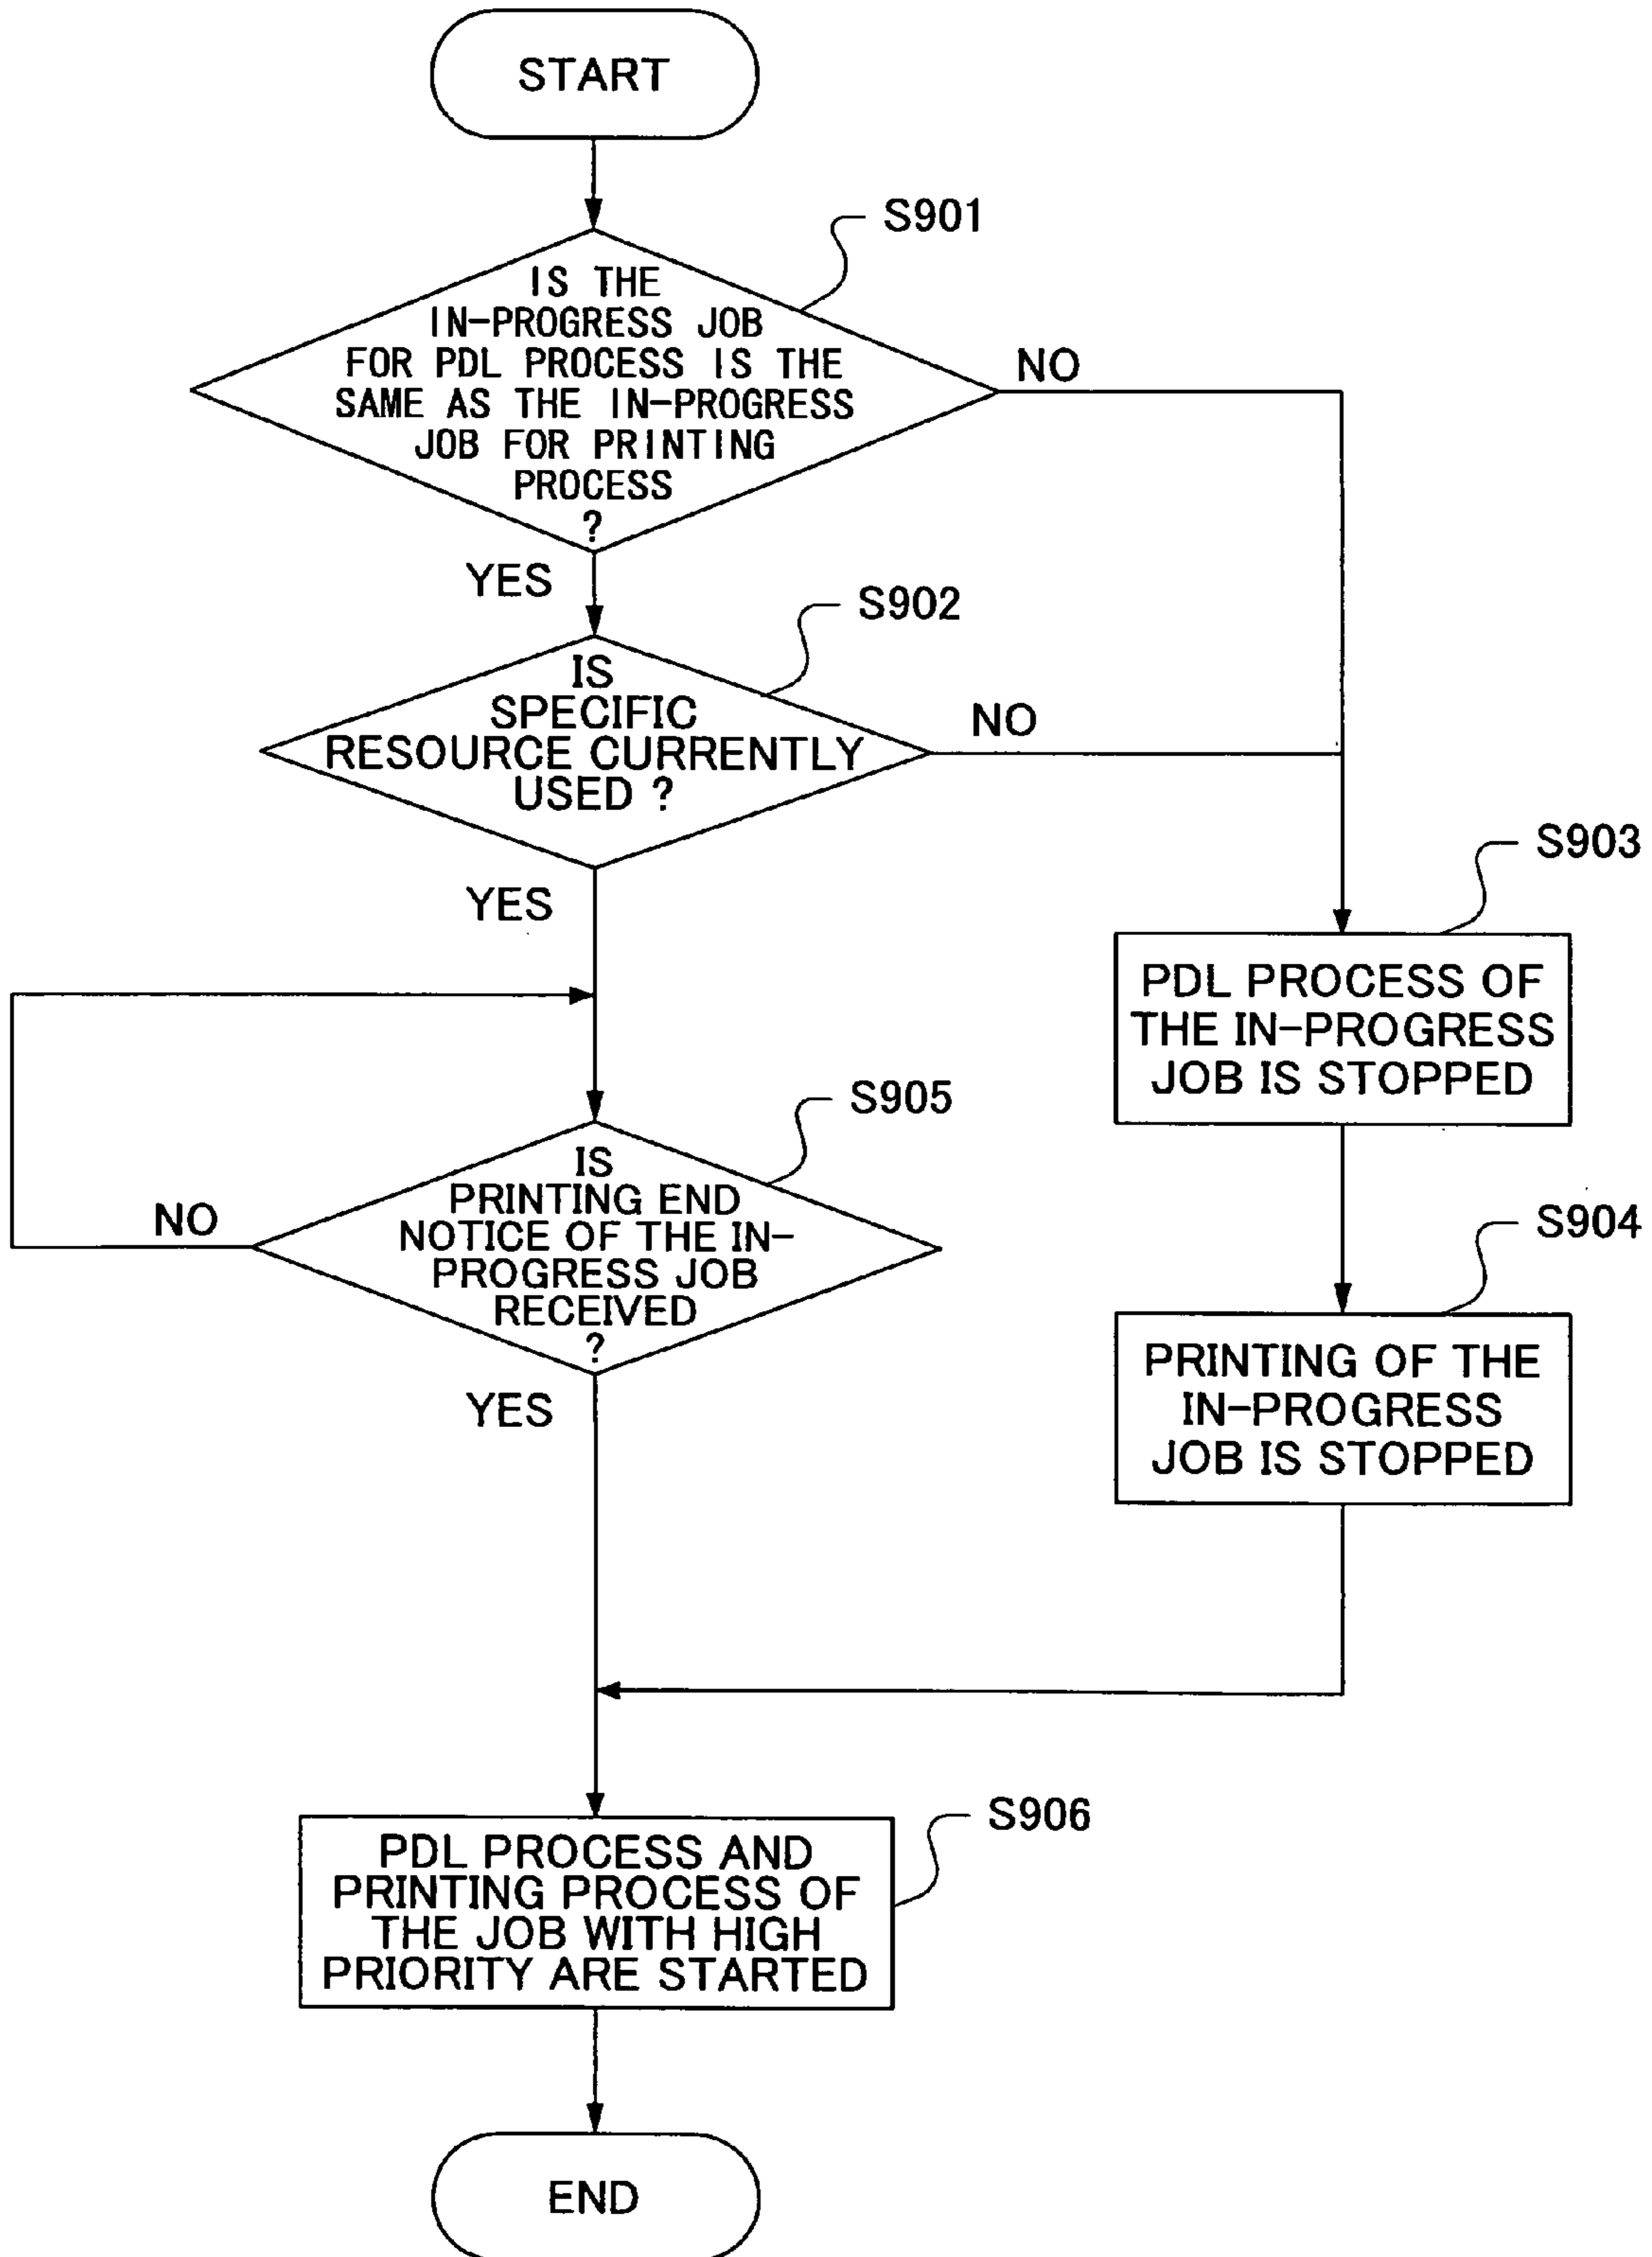 START
S901
IS THE
IN-PROGRESS JOB
FOR PDL PROCESS IS THE
SAME AS THE IN-PROGRESS
JOB FOR PRINTING
PROCESS
?
NO
YES
S902
IS
SPECIFIC
RESOURCE CURRENTLY
USED ?
NO
YES
S903
PDL PROCESS OF
THE IN-PROGRESS
JOB IS STOPPED
S905
IS
PRINTING END
NOTICE OF THE IN-
PROGRESS JOB
RECEIVED
?
NO
YES
S904
PRINTING OF THE
IN-PROGRESS
JOB IS STOPPED
S906
PDL PROCESS AND
PRINTING PROCESS OF
THE JOB WITH HIGH
PRIORITY ARE STARTED
END